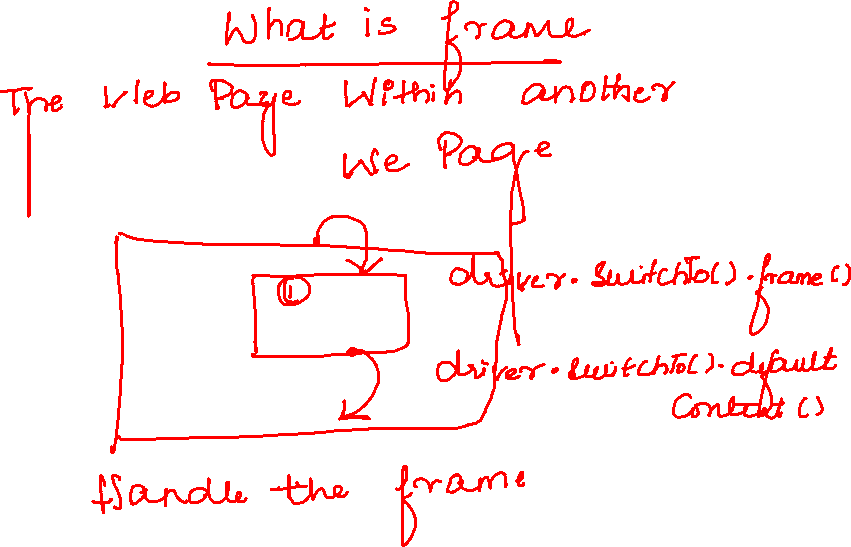 What is frame
The Web Page Within another
We Page
①
driver.switchTo().frame()
driver.switchTo().default
Content()
Handle the frame